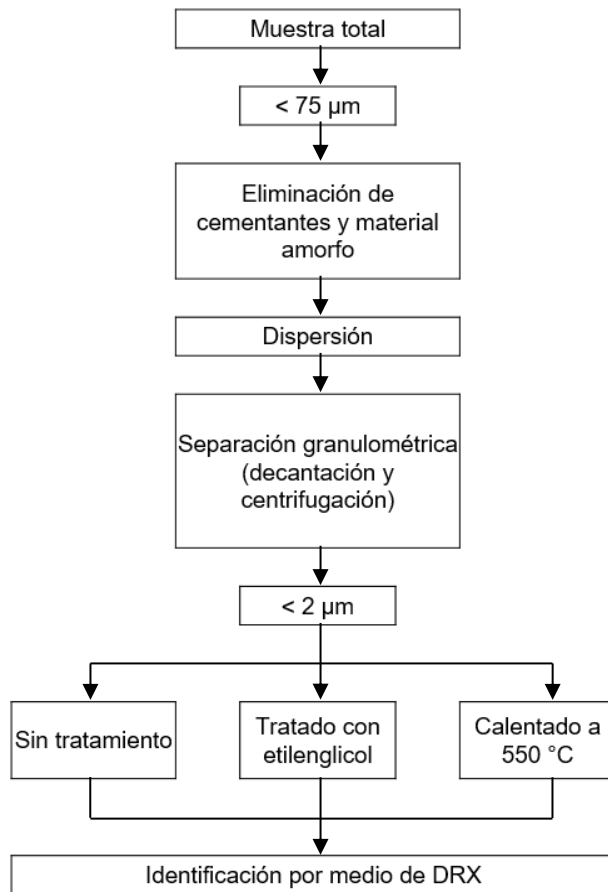 Muestra total
< 75 µm
Eliminación de
cementantes y material
amorfo
Dispersión
Separación granulométrica
(decantación y
centrifugación)
< 2 µm
Sin tratamiento
Tratado con
etilenglicol
Calentado a
550 °C
Identificación por medio de DRX